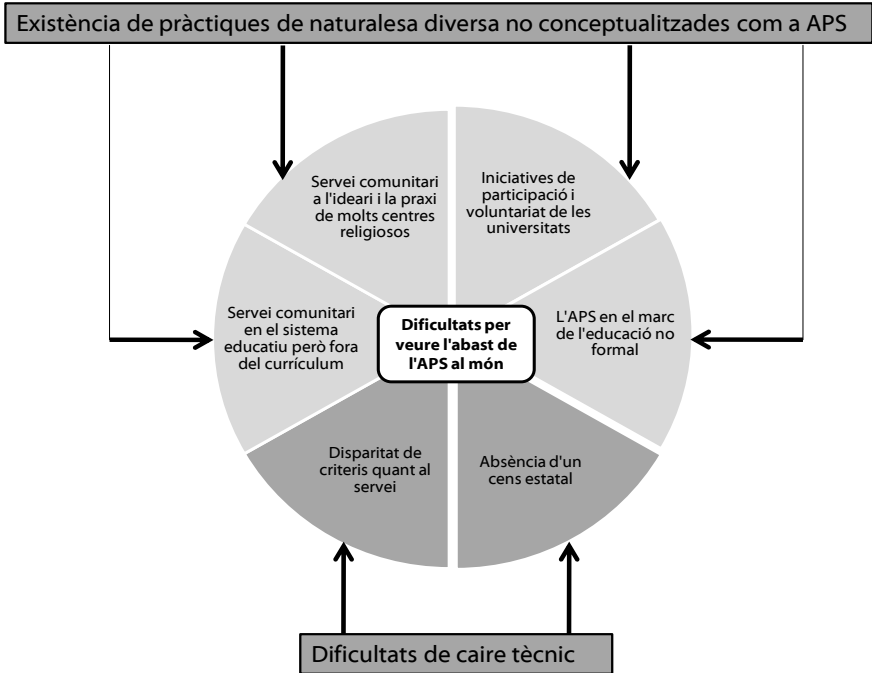 Existència de pràctiques de naturalesa diversa no conceptualitzades com a APS
Servei comunitari
a l'ideari i la praxi
de molts centres
religiosos
Iniciatives de
participació i
voluntariat de les
universitats
Servei comunitari
en el sistema
educatiu però fora
del currículum
Dificultats per
veure l'abast de
l'APS al món
L'APS en el marc
de l'educació no
formal
Disparitat de
criteris quant al
servei
Absència d'un
cens estatal
Dificultats de caire tècnic